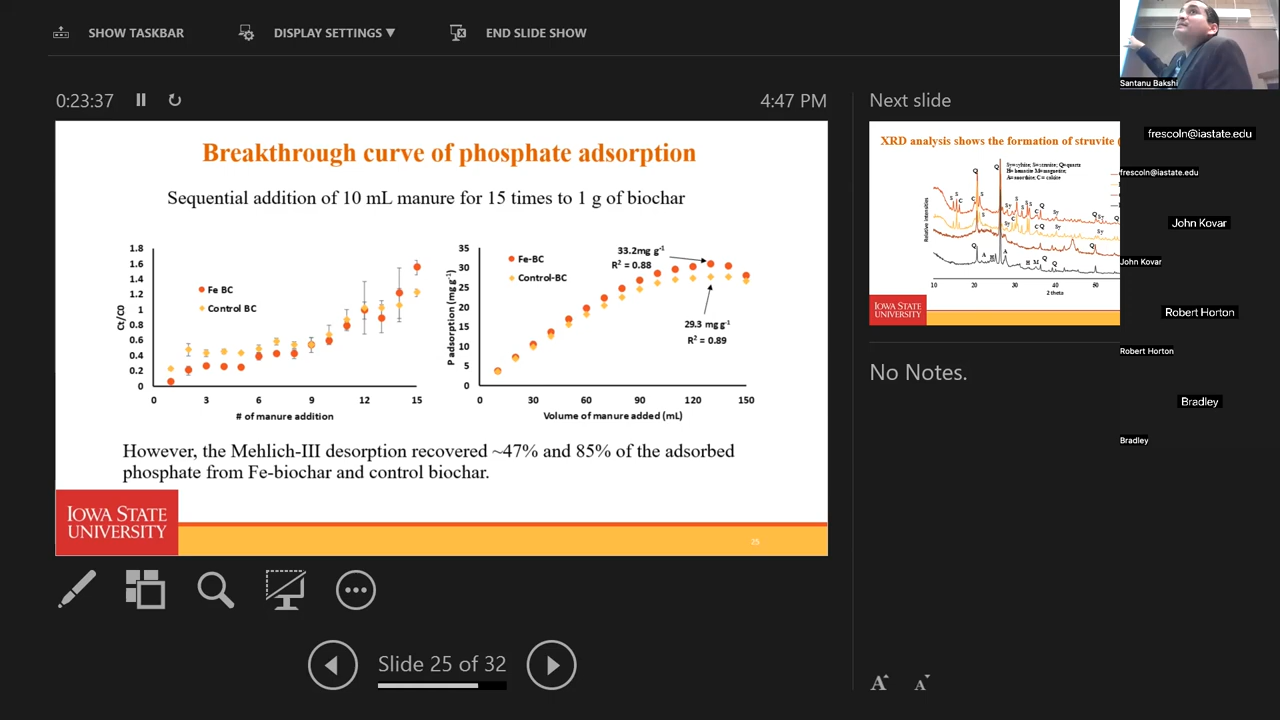 SHOW TASKBAR
DISPLAY SETTINGS ▼
END SLIDE SHOW
0:23:37
4:47 PM
Breakthrough curve of phosphate adsorption
Sequential addition of 10 mL manure for 15 times to 1 g of biochar
Ct/C0
1.8
1.6
1.4
1.2
1
0.8
0.6
0.4
0.2
0
Fe BC
Control BC
0 3 6 9 12 15
# of manure addition
P adsorption (mg g-1)
35
30
25
20
15
10
5
0
Fe-BC
Control-BC
33.2mg g-1
R2 = 0.88
29.3 mg g-1
R2 = 0.89
0 30 60 90 120 150
Volume of manure added (mL)
However, the Mehlich-III desorption recovered ~47% and 85% of the adsorbed
phosphate from Fe-biochar and control biochar.
IOWA STATE
UNIVERSITY
25
Slide 25 of 32
Next slide
XRD analysis shows the formation of struvite (
Relative Intensities
10 20 30 40 50 60
2 theta
IOWA STATE
UNIVERSITY
No Notes.
A A
Santanu Bakshi
frescoln@iastate.edu
frescoln@iastate.edu
John Kovar
John Kovar
Robert Horton
Robert Horton
Bradley
Bradley